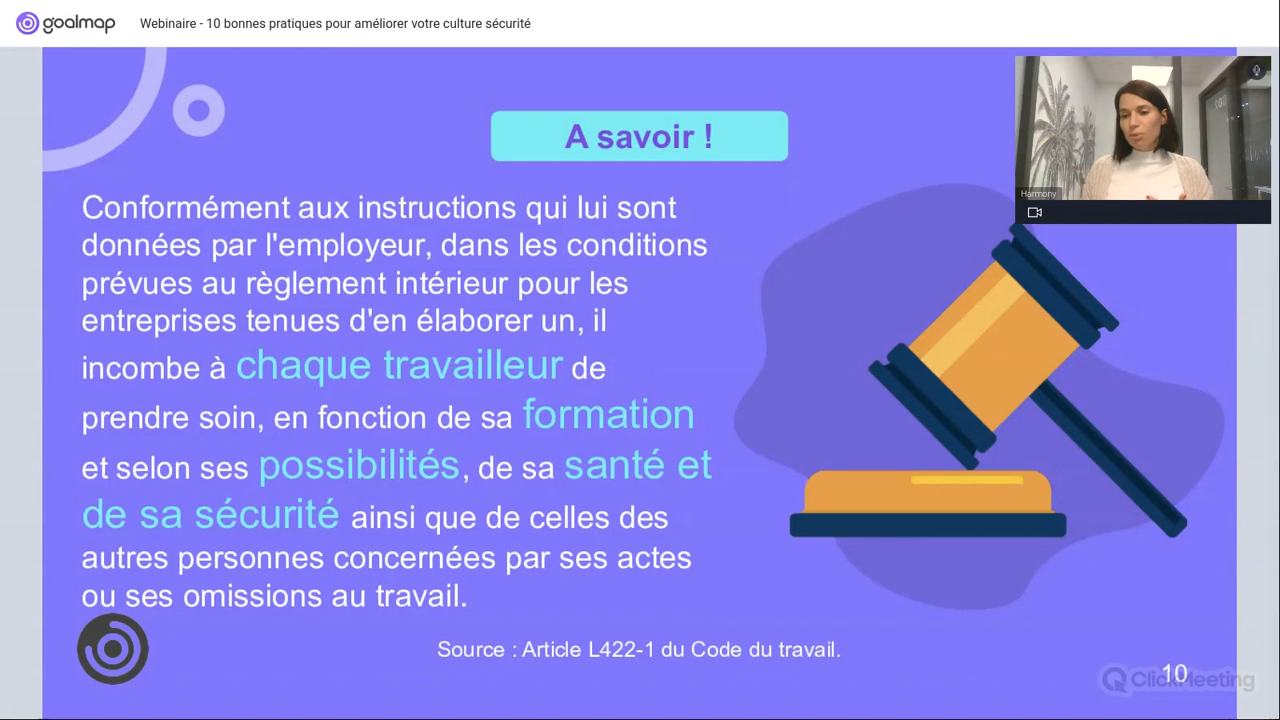 goalmap
Webinaire - 10 bonnes pratiques pour améliorer votre culture sécurité
A savoir !
Harmony
Conformément aux instructions qui lui sont
données par l'employeur, dans les conditions
prévues au règlement intérieur pour les
entreprises tenues d'en élaborer un, il
incombe à chaque travailleur de
prendre soin, en fonction de sa formation
et selon ses possibilités, de sa santé et
de sa sécurité ainsi que de celles des
autres personnes concernées par ses actes
ou ses omissions au travail.
Source : Article L422-1 du Code du travail.
10
ClickMeeting